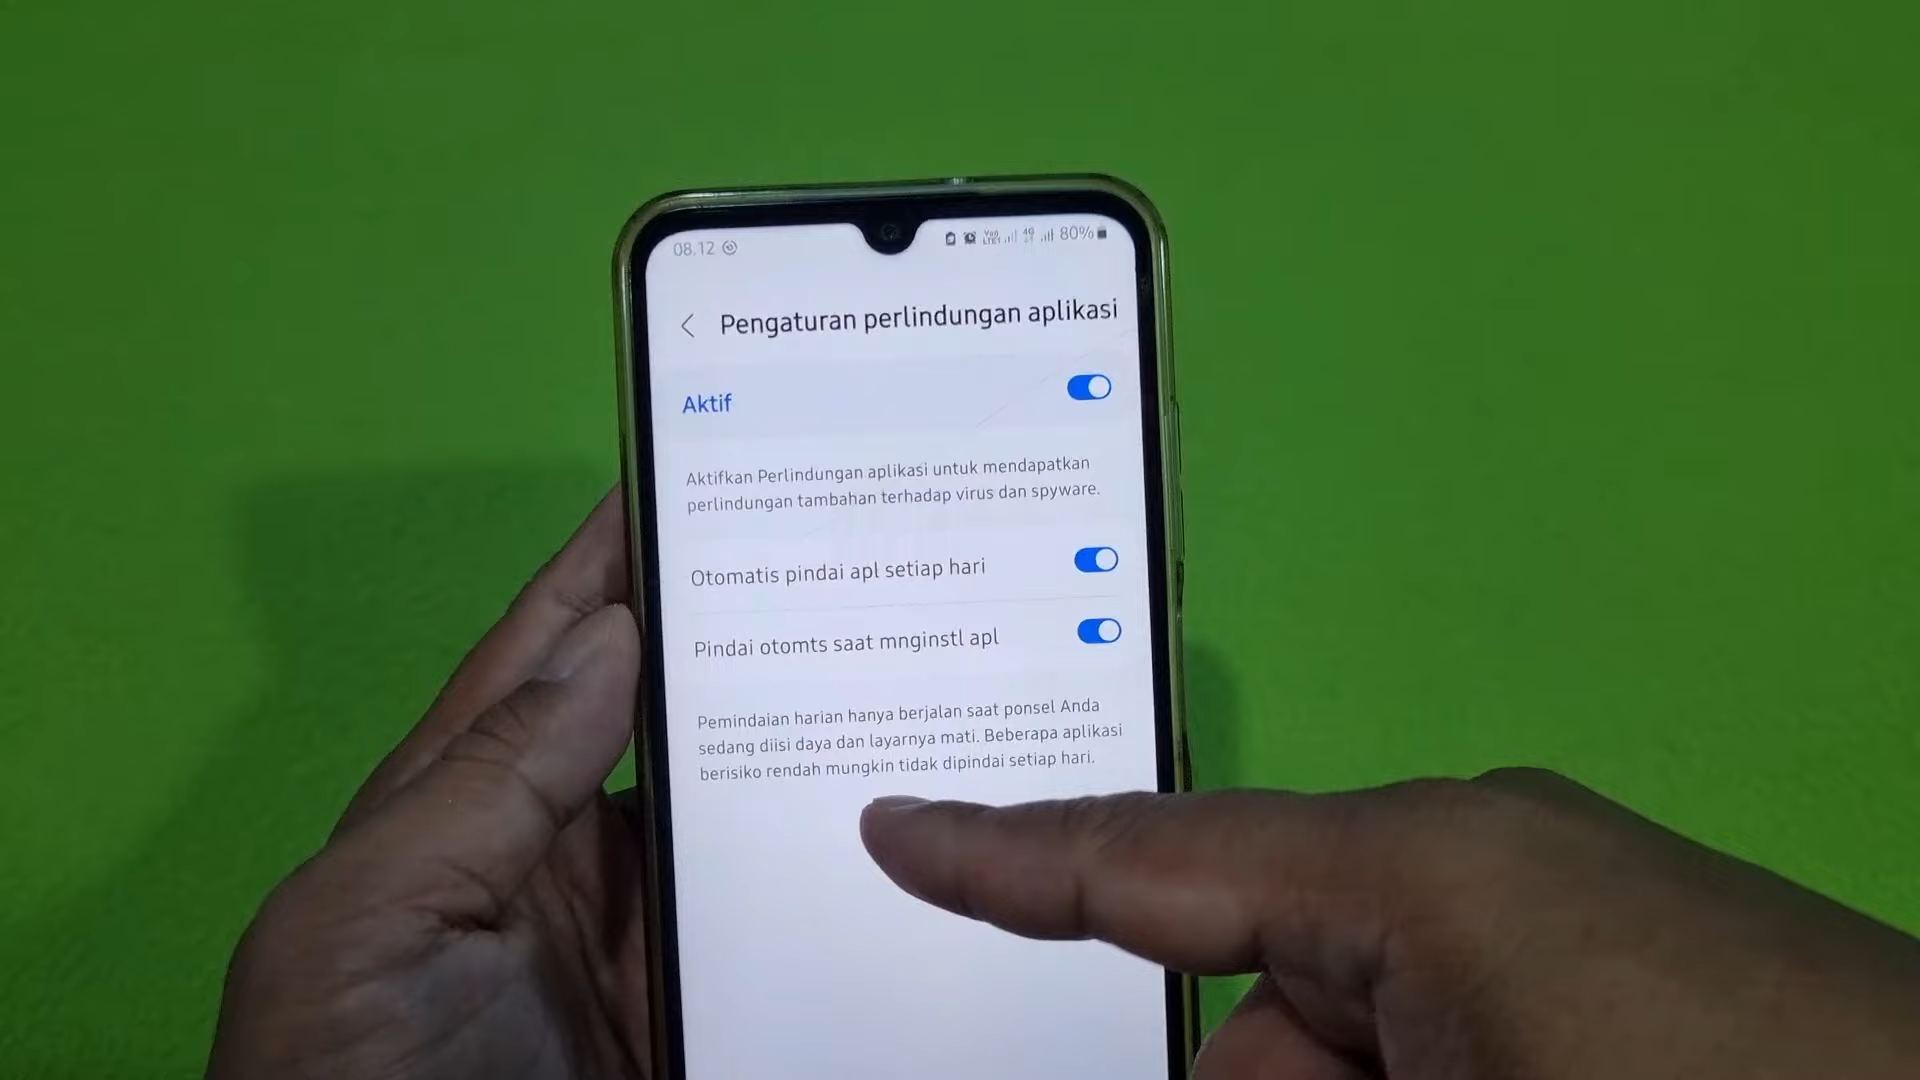 08.12
4G
80%
Pengaturan perlindungan aplikasi
Aktif
Aktifkan Perlindungan aplikasi untuk mendapatkan
perlindungan tambahan terhadap virus dan spyware.
Otomatis pindai apl setiap hari
Pindai otomts saat mnginstl apl
Pemindaian harian hanya berjalan saat ponsel Anda
sedang diisi daya dan layarnya mati. Beberapa aplikasi
berisiko rendah mungkin tidak dipindai setiap hari.